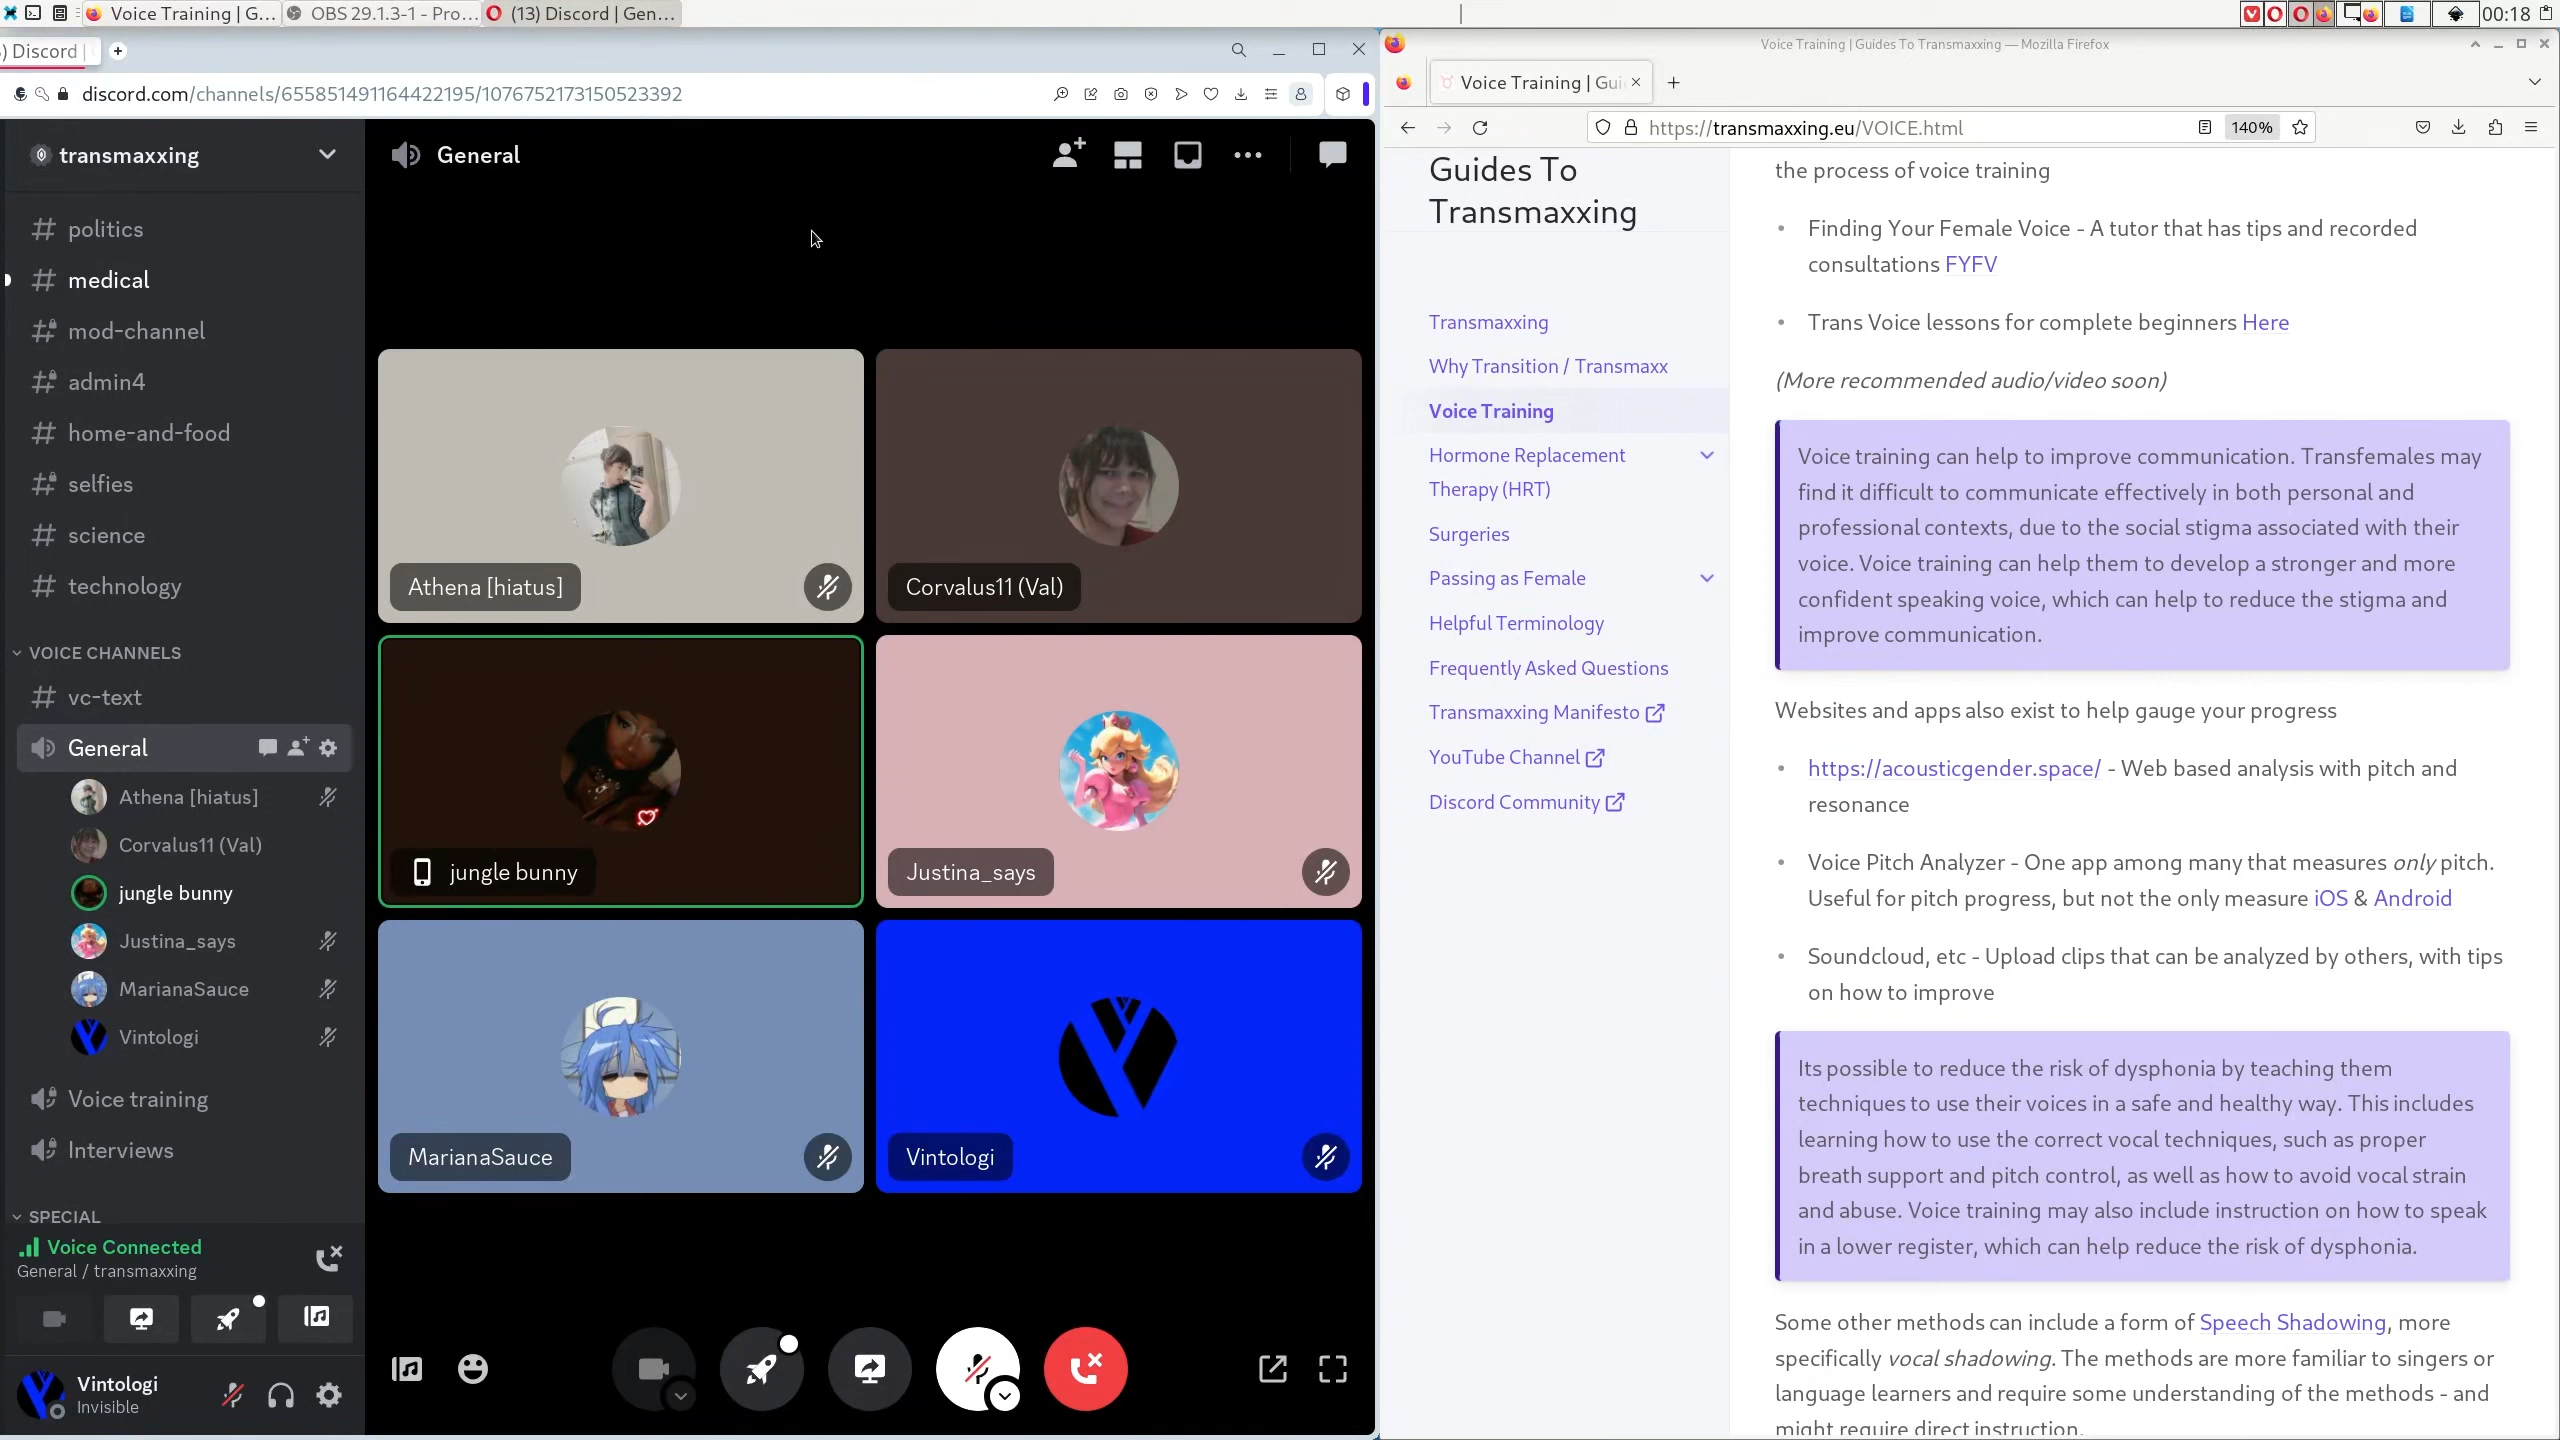 Voice Training | G...
OBS 29.1.3-1 - Pro...
(13) Discord | Gen...
00:18
) Discord |
discord.com/channels/655851491164422195/1076752173150523392
transmaxxing
politics
medical
mod-channel
admin4
home-and-food
selfies
science
technology
VOICE CHANNELS
vc-text
General
Athena [hiatus]
Corvalus11 (Val)
jungle bunny
Justina_says
MarianaSauce
Vintologi
Voice training
Interviews
SPECIAL
Voice Connected
General / transmaxxing
Vintologi
Invisible
General
Athena [hiatus]
Corvalus11 (Val)
jungle bunny
Justina_says
MarianaSauce
Vintologi
Voice Training | Guides To Transmaxxing — Mozilla Firefox
Voice Training | Gui
https://transmaxxing.eu/VOICE.html
140%
Guides To
Transmaxxing
Transmaxxing
Why Transition / Transmaxx
Voice Training
Hormone Replacement
Therapy (HRT)
Surgeries
Passing as Female
Helpful Terminology
Frequently Asked Questions
Transmaxxing Manifesto
YouTube Channel
Discord Community
the process of voice training
• Finding Your Female Voice - A tutor that has tips and recorded
consultations FYFV
• Trans Voice lessons for complete beginners Here
(More recommended audio/video soon)
Voice training can help to improve communication. Transfemales may
find it difficult to communicate effectively in both personal and
professional contexts, due to the social stigma associated with their
voice. Voice training can help them to develop a stronger and more
confident speaking voice, which can help to reduce the stigma and
improve communication.
Websites and apps also exist to help gauge your progress
• https://acousticgender.space/ - Web based analysis with pitch and
resonance
• Voice Pitch Analyzer - One app among many that measures only pitch.
Useful for pitch progress, but not the only measure iOS & Android
• Soundcloud, etc - Upload clips that can be analyzed by others, with tips
on how to improve
Its possible to reduce the risk of dysphonia by teaching them
techniques to use their voices in a safe and healthy way. This includes
learning how to use the correct vocal techniques, such as proper
breath support and pitch control, as well as how to avoid vocal strain
and abuse. Voice training may also include instruction on how to speak
in a lower register, which can help reduce the risk of dysphonia.
Some other methods can include a form of Speech Shadowing, more
specifically vocal shadowing. The methods are more familiar to singers or
language learners and require some understanding of the methods - and
might require direct instruction.